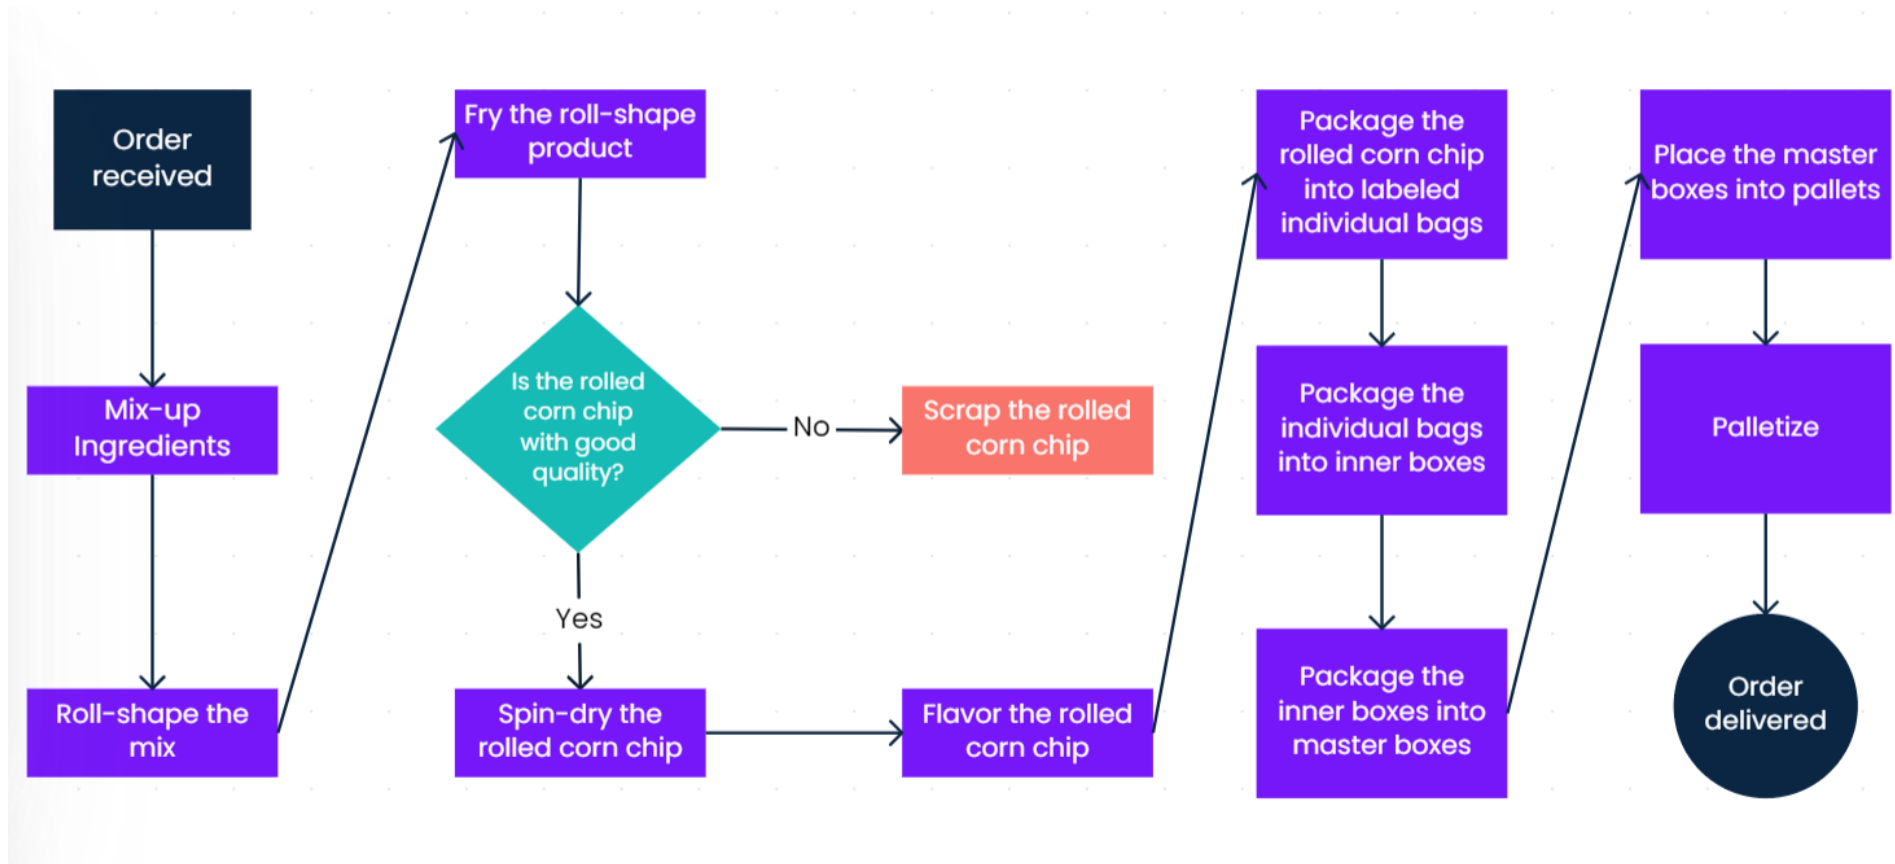 Order
received
Mix-up
Ingredients
Roll-shape the
mix
Fry the roll-shape
product
Is the rolled
corn chip
with good
quality?
No
Scrap the rolled
corn chip
Yes
Spin-dry the
rolled corn chip
Flavor the rolled
corn chip
Package the
rolled corn chip
into labeled
individual bags
Package the
individual bags
into inner boxes
Package the
inner boxes into
master boxes
Place the master
boxes into pallets
Palletize
Order
delivered